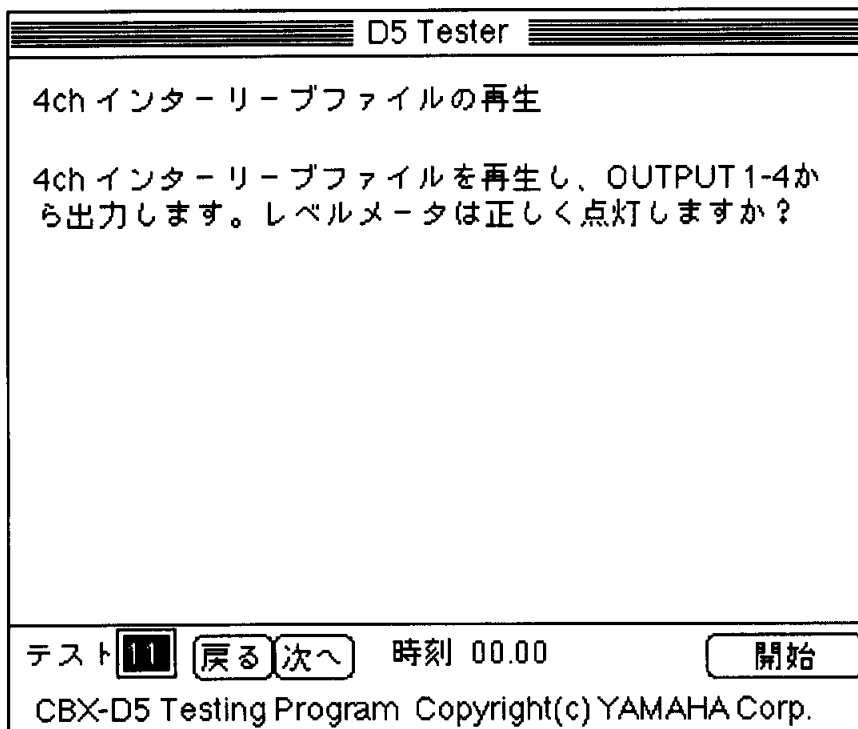 D5 Tester
4ch インターリーブファイルの再生
4ch インターリーブファイルを再生し、OUTPUT 1-4か
ら出力します。レベルメータは正しく点灯しますか？
テスト 11 戻る 次へ 時刻 00.00 開始
CBX-D5 Testing Program Copyright(c) YAMAHA Corp.